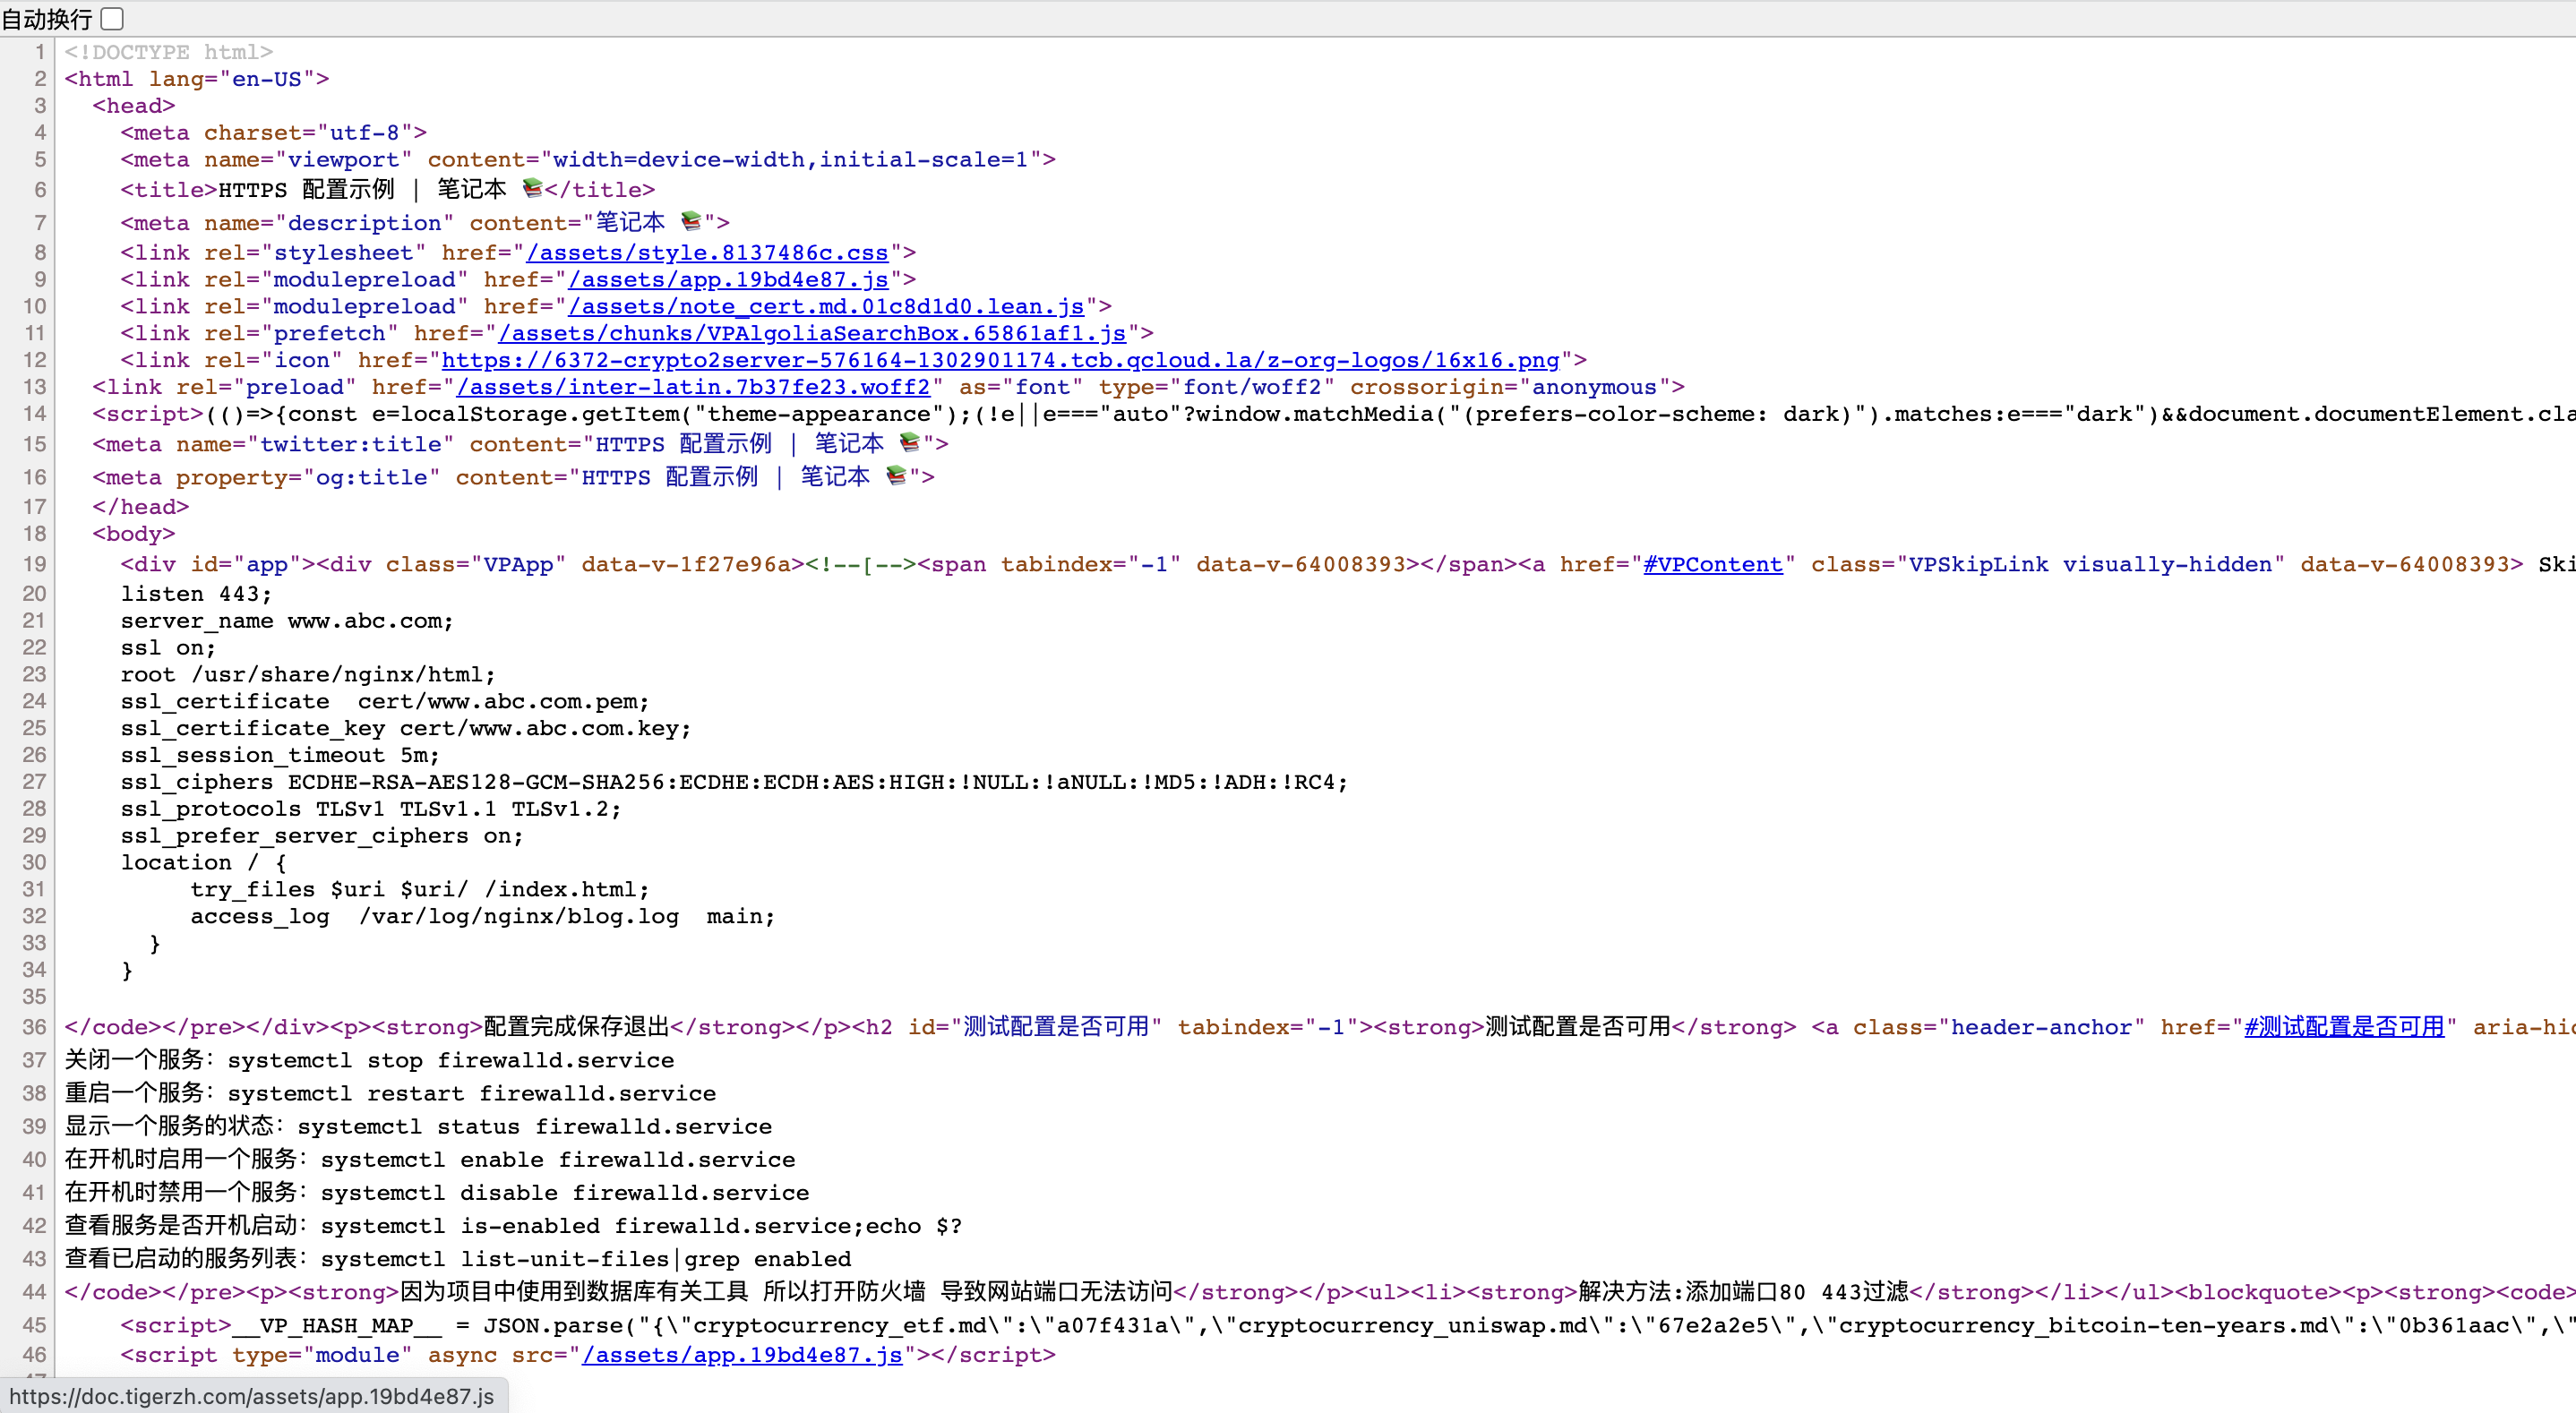 自动换行
1 <!DOCTYPE html>
2 <html lang="en-US">
3 <head>
4 <meta charset="utf-8">
5 <meta name="viewport" content="width=device-width,initial-scale=1">
6 <title>HTTPS 配置示例 | 笔记本 📚</title>
7 <meta name="description" content="笔记本 📚">
8 <link rel="stylesheet" href="/assets/style.8137486c.css">
9 <link rel="modulepreload" href="/assets/app.19bd4e87.js">
10 <link rel="modulepreload" href="/assets/note_cert.md.01c8d1d0.lean.js">
11 <link rel="prefetch" href="/assets/chunks/VPAlgoliaSearchBox.65861af1.js">
12 <link rel="icon" href="https://6372-crypto2server-576164-1302901174.tcb.qcloud.la/z-org-logos/16x16.png">
13 <link rel="preload" href="/assets/inter-latin.7b37fe23.woff2" as="font" type="font/woff2" crossorigin="anonymous">
14 <script>(()=>{const e=localStorage.getItem("theme-appearance");(!e||e==="auto"?window.matchMedia("(prefers-color-scheme: dark)").matches:e==="dark")&&document.documentElement.cla
15 <meta name="twitter:title" content="HTTPS 配置示例 | 笔记本 📚">
16 <meta property="og:title" content="HTTPS 配置示例 | 笔记本 📚">
17 </head>
18 <body>
19 <div id="app"><div class="VPApp" data-v-1f27e96a><!--[--><span tabindex="-1" data-v-64008393></span><a href="#VPContent" class="VPSkipLink visually-hidden" data-v-64008393> Ski
20 listen 443;
21 server_name www.abc.com;
22 ssl on;
23 root /usr/share/nginx/html;
24 ssl_certificate  cert/www.abc.com.pem;
25 ssl_certificate_key cert/www.abc.com.key;
26 ssl_session_timeout 5m;
27 ssl_ciphers ECDHE-RSA-AES128-GCM-SHA256:ECDHE:ECDH:AES:HIGH:!NULL:!aNULL:!MD5:!ADH:!RC4;
28 ssl_protocols TLSv1 TLSv1.1 TLSv1.2;
29 ssl_prefer_server_ciphers on;
30 location / {
31 try_files $uri $uri/ /index.html;
32 access_log  /var/log/nginx/blog.log  main;
33 }
34 }
35
36 </code></pre></div><p><strong>配置完成保存退出</strong></p><h2 id="测试配置是否可用" tabindex="-1"><strong>测试配置是否可用</strong> <a class="header-anchor" href="#测试配置是否可用" aria-hid
37 关闭一个服务：systemctl stop firewalld.service
38 重启一个服务：systemctl restart firewalld.service
39 显示一个服务的状态：systemctl status firewalld.service
40 在开机时启用一个服务：systemctl enable firewalld.service
41 在开机时禁用一个服务：systemctl disable firewalld.service
42 查看服务是否开机启动：systemctl is-enabled firewalld.service;echo $?
43 查看已启动的服务列表：systemctl list-unit-files|grep enabled
44 </code></pre><p><strong>因为项目中使用到数据库有关工具 所以打开防火墙 导致网站端口无法访问</strong></p><ul><li><strong>解决方法:添加端口80 443过滤</strong></li></ul><blockquote><p><strong><code>
45 <script>__VP_HASH_MAP__ = JSON.parse("{\"cryptocurrency_etf.md\":\"a07f431a\",\"cryptocurrency_uniswap.md\":\"67e2a2e5\",\"cryptocurrency_bitcoin-ten-years.md\":\"0b361aac\",\"
46 <script type="module" async src="/assets/app.19bd4e87.js"></script>
https://doc.tigerzh.com/assets/app.19bd4e87.js